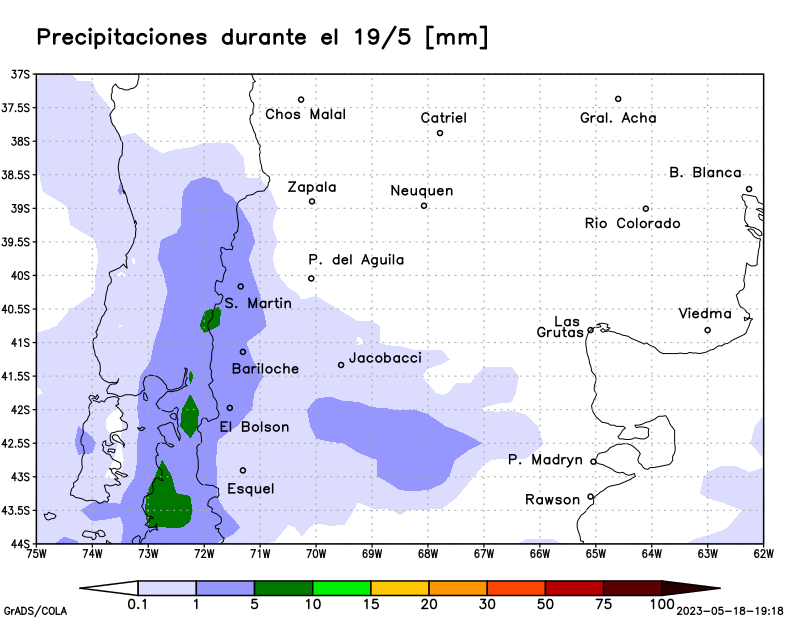 Precipitaciones durante el 19/5 [mm]
37S
37.5S
Chos Malal
Catriel
Gral. Acha
38S
38.5S
B. Blanca
Zapala
Neuquen
39S
Rio Colorado
39.5S
P. del Aguila
40S
S. Martin
40.5S
Las
Grutas
Viedma
41S
Bariloche
Jacobacci
41.5S
42S
El Bolson
42.5S
P. Madryn
43S
Esquel
Rawson
43.5S
44S
75W 74W 73W 72W 71W 70W 69W 68W 67W 66W 65W 64W 63W 62W
0.1 1 5 10 15 20 30 50 75 100
GrADS/COLA
2023-05-18-19:18